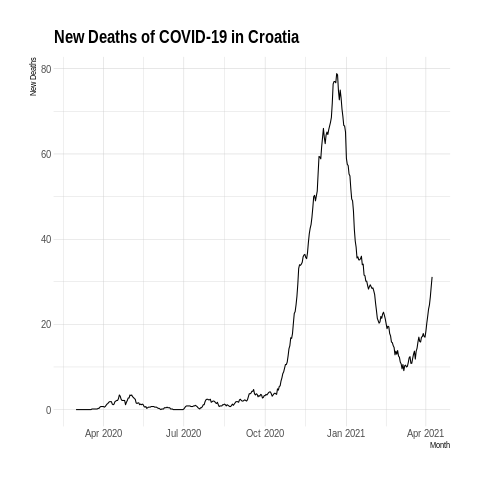 New Deaths of COVID-19 in Croatia
New Deaths
80
60
40
20
0
Apr 2020 Jul 2020 Oct 2020 Jan 2021 Apr 2021
Month